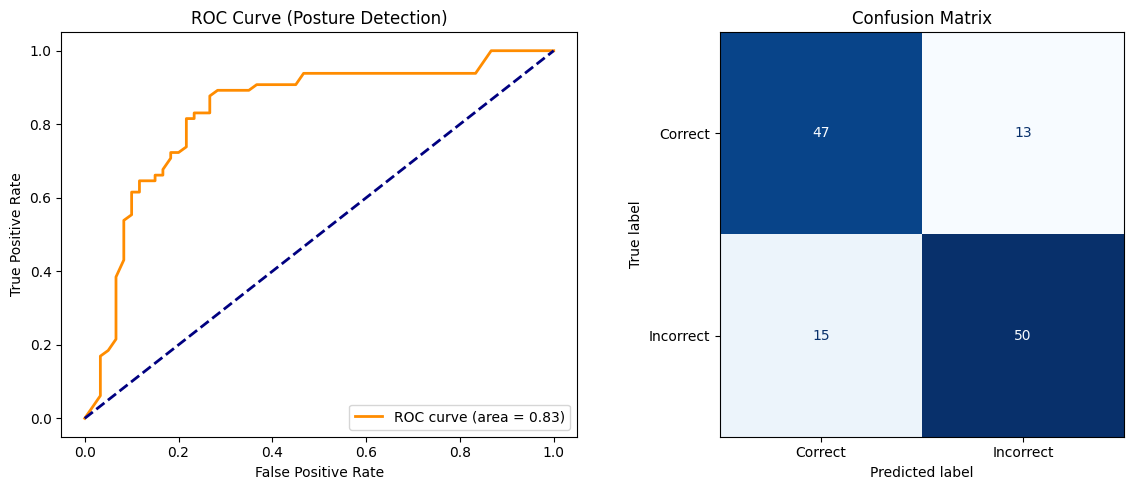 ROC Curve (Posture Detection)
True Positive Rate
1.0
0.8
0.6
0.4
0.2
0.0
0.0 0.2 0.4 0.6 0.8 1.0
False Positive Rate
ROC curve (area = 0.83)
Confusion Matrix
True label
Correct
Incorrect
47 13
15 50
Correct Incorrect
Predicted label